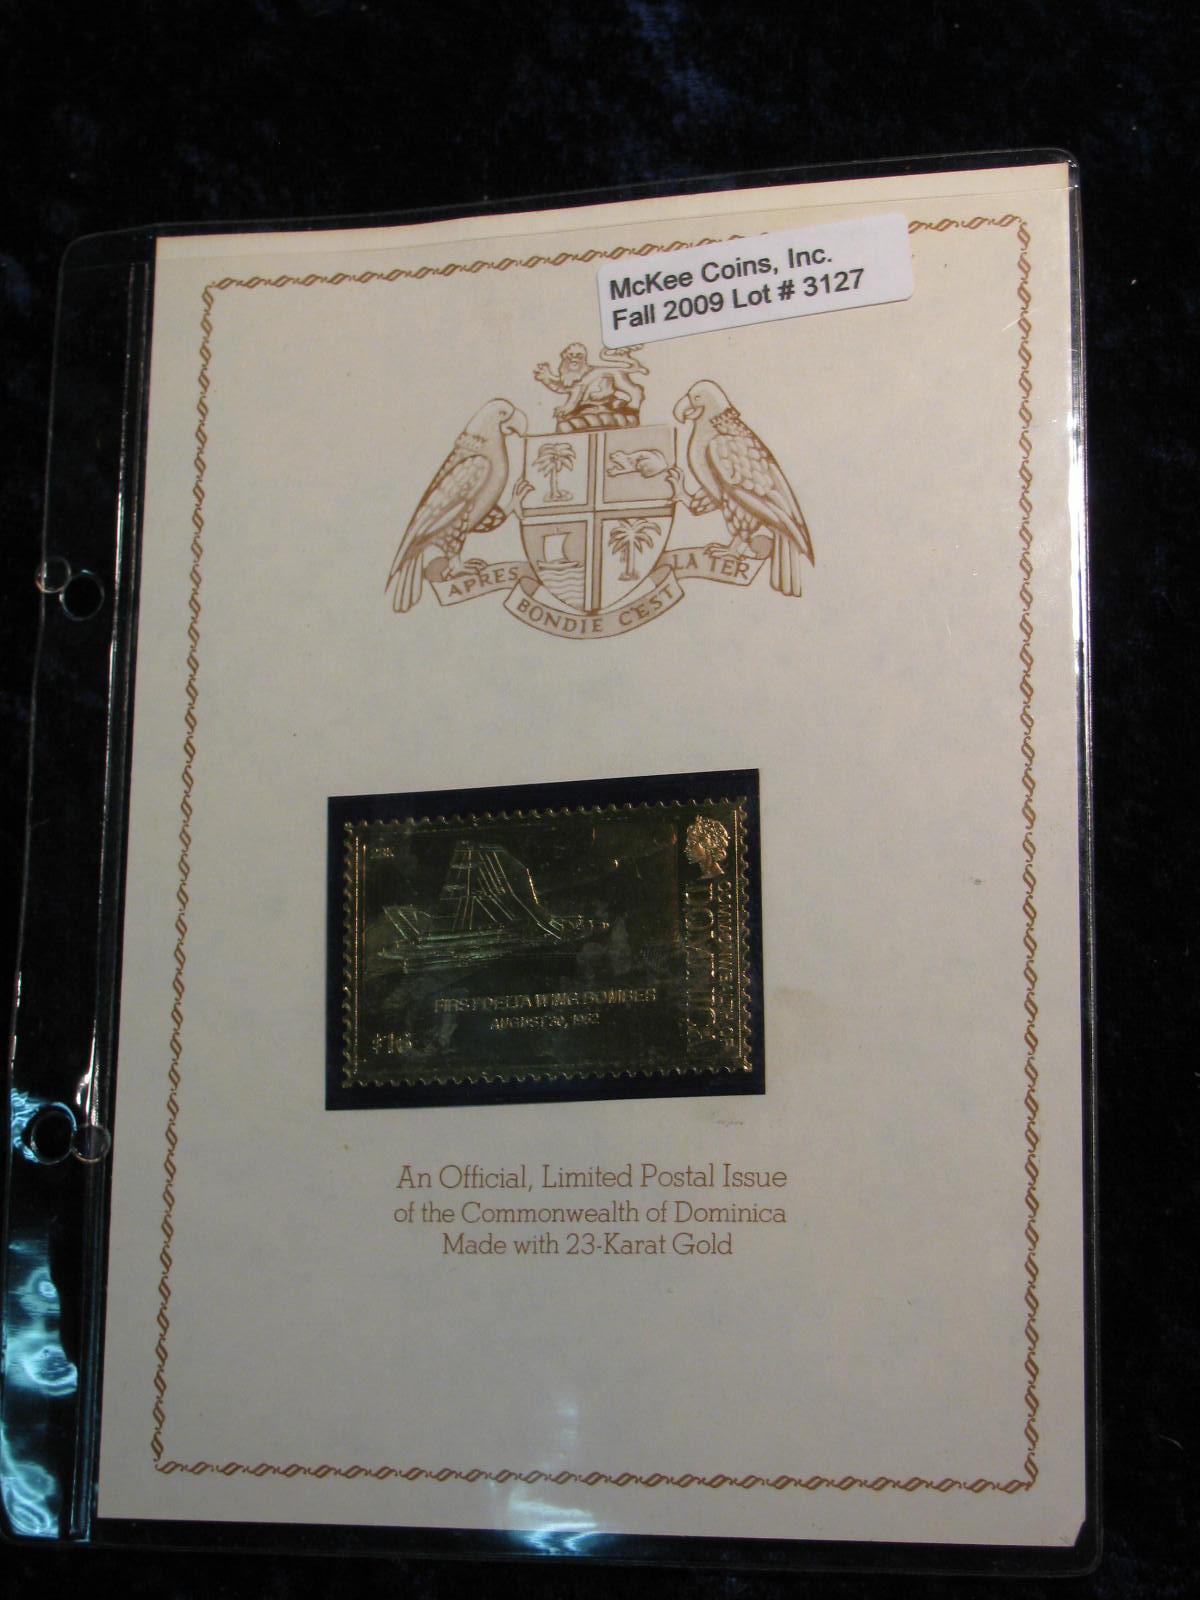 McKee Coins, Inc.
Fall 2009 Lot # 3127
APRES BONDIE C'EST LA TER
COMMONWEALTH OF
DOMINICA
FIRST DELTA WING BOMBER
AUGUST 30, 1952
$16
An Official, Limited Postal Issue
of the Commonwealth of Dominica
Made with 23-Karat Gold